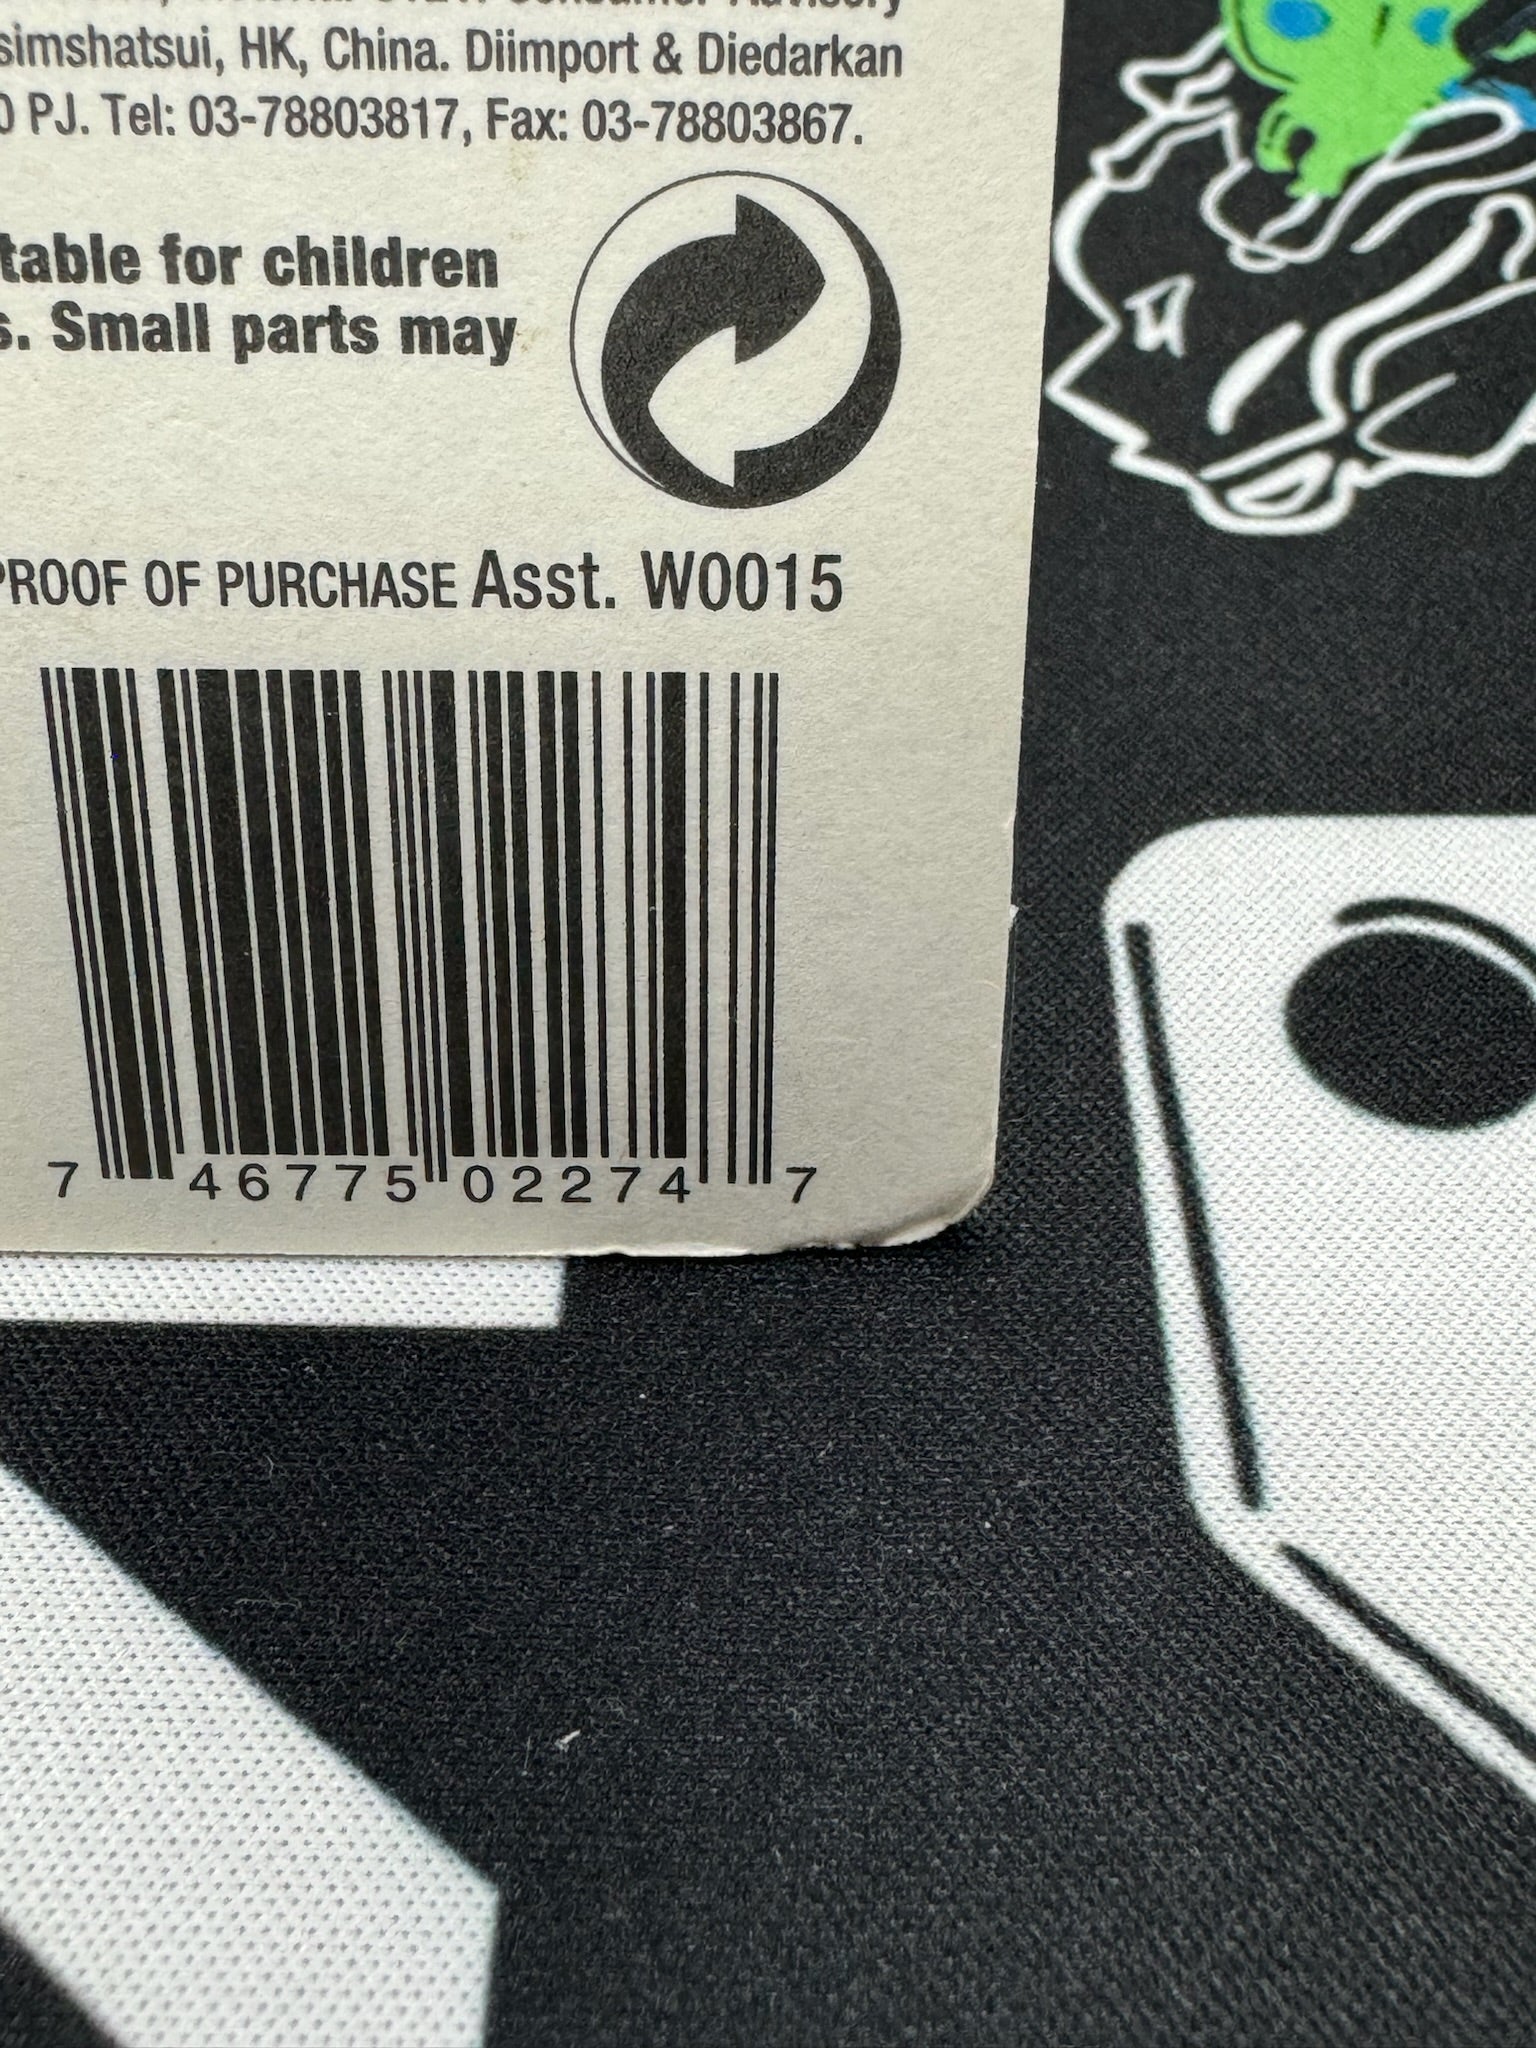 Advisory
simshatsui, HK, China. Diimport & Diedarkan
0 PJ. Tel: 03-78803817, Fax: 03-78803867.
table for children
s. Small parts may
PROOF OF PURCHASE Asst. W0015
7 46775 02274 7